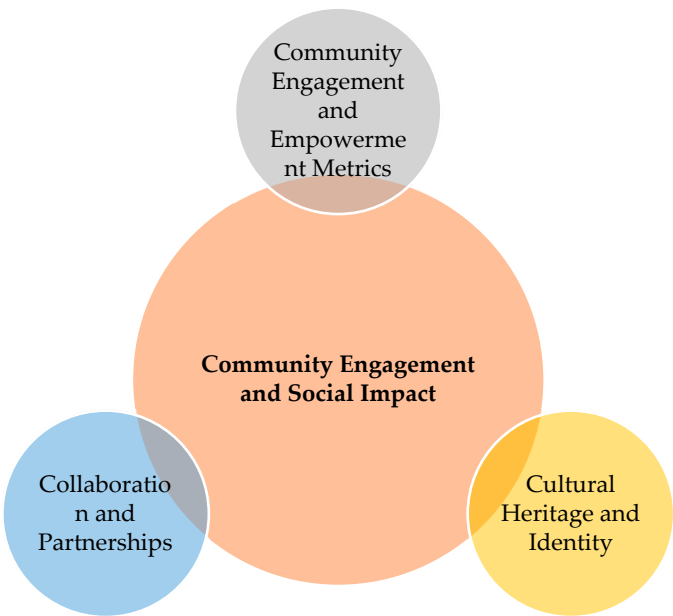 Community
Engagement
and
Empowerme
nt Metrics
Community Engagement
and Social Impact
Collaboratio
n and
Partnerships
Cultural
Heritage and
Identity